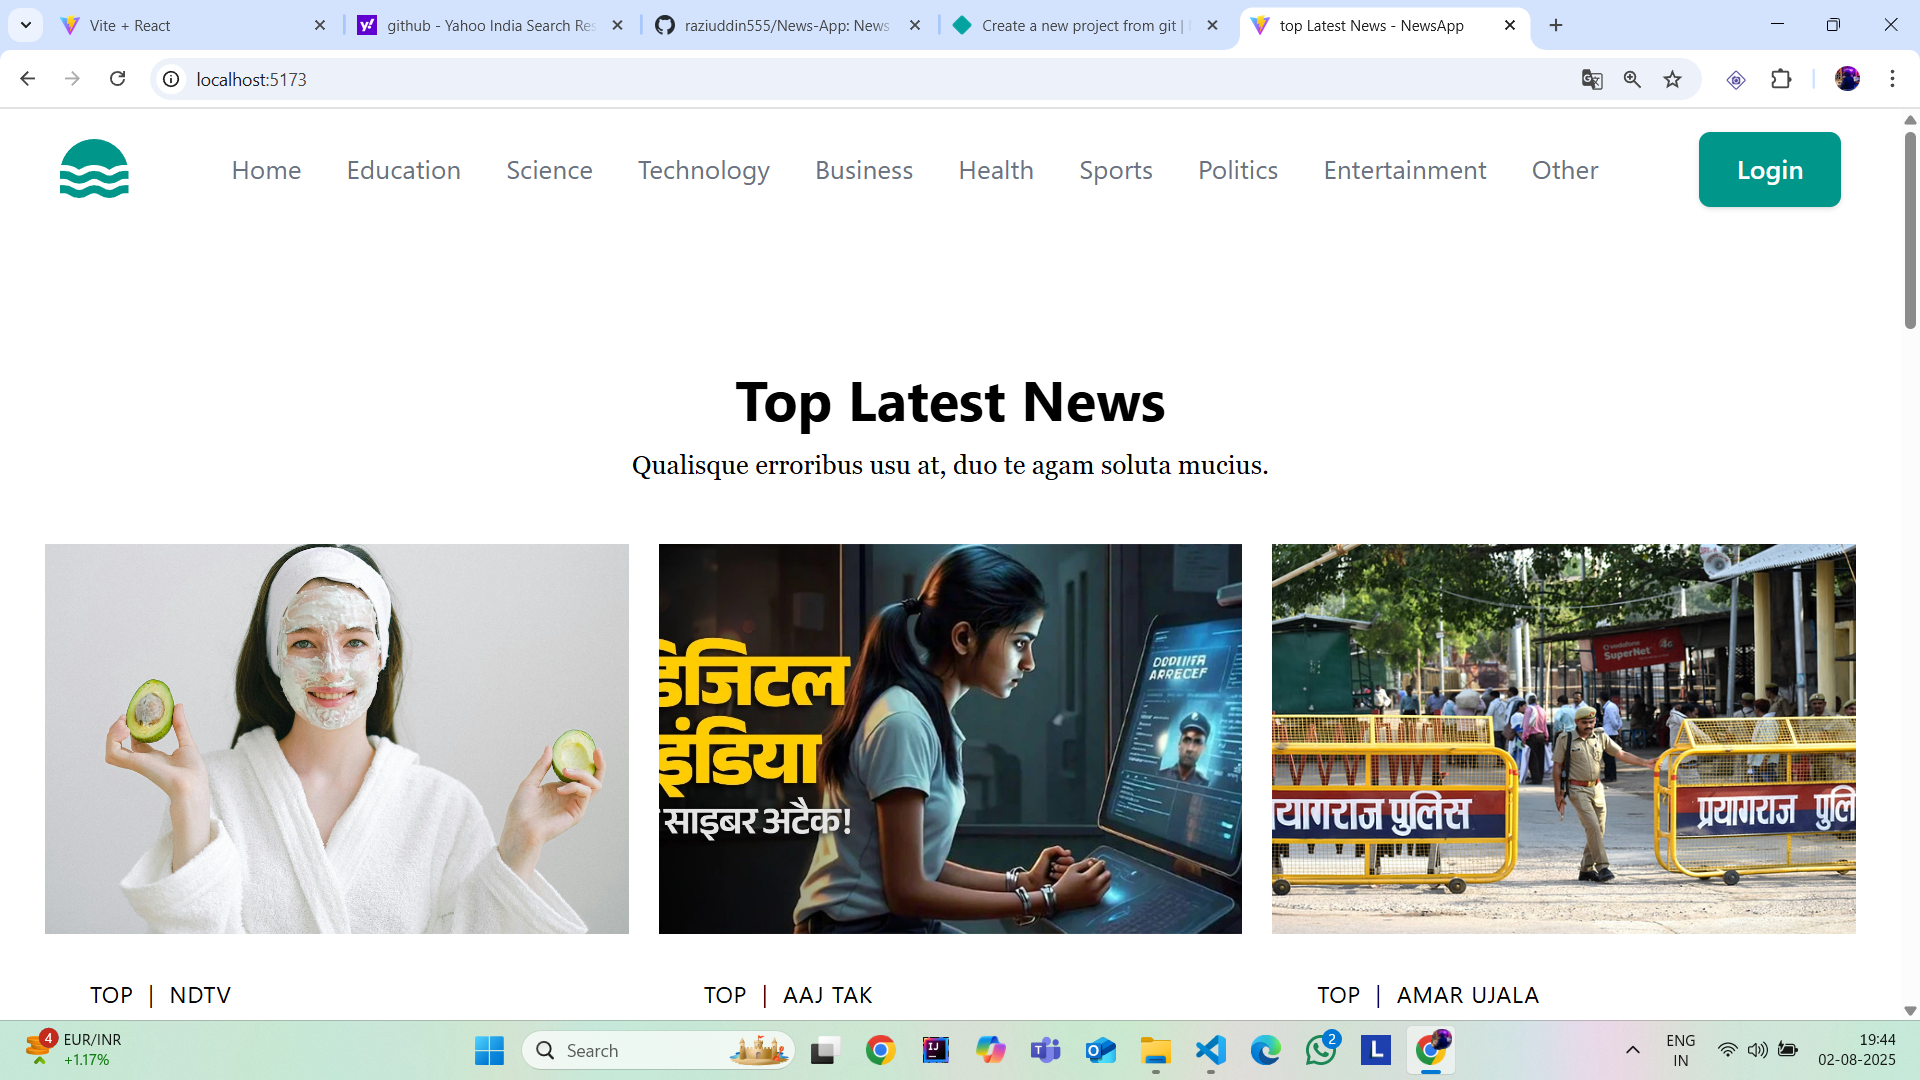 Vite + React
github - Yahoo India Search Res
raziuddin555/News-App: News
Create a new project from git |
top Latest News - NewsApp
localhost:5173
Home
Education
Science
Technology
Business
Health
Sports
Politics
Entertainment
Other
Login
Top Latest News
Qualisque erroribus usu at, duo te agam soluta mucius.
डिजिटल
इंडिया
साइबर अटैक!
vodafone
SuperNet 4G
यागराज पुलिस
प्रयागराज पुलि
TOP | NDTV
TOP | AAJ TAK
TOP | AMAR UJALA
4
EUR/INR
+1.17%
Search
2
ENG
IN
19:44
02-08-2025